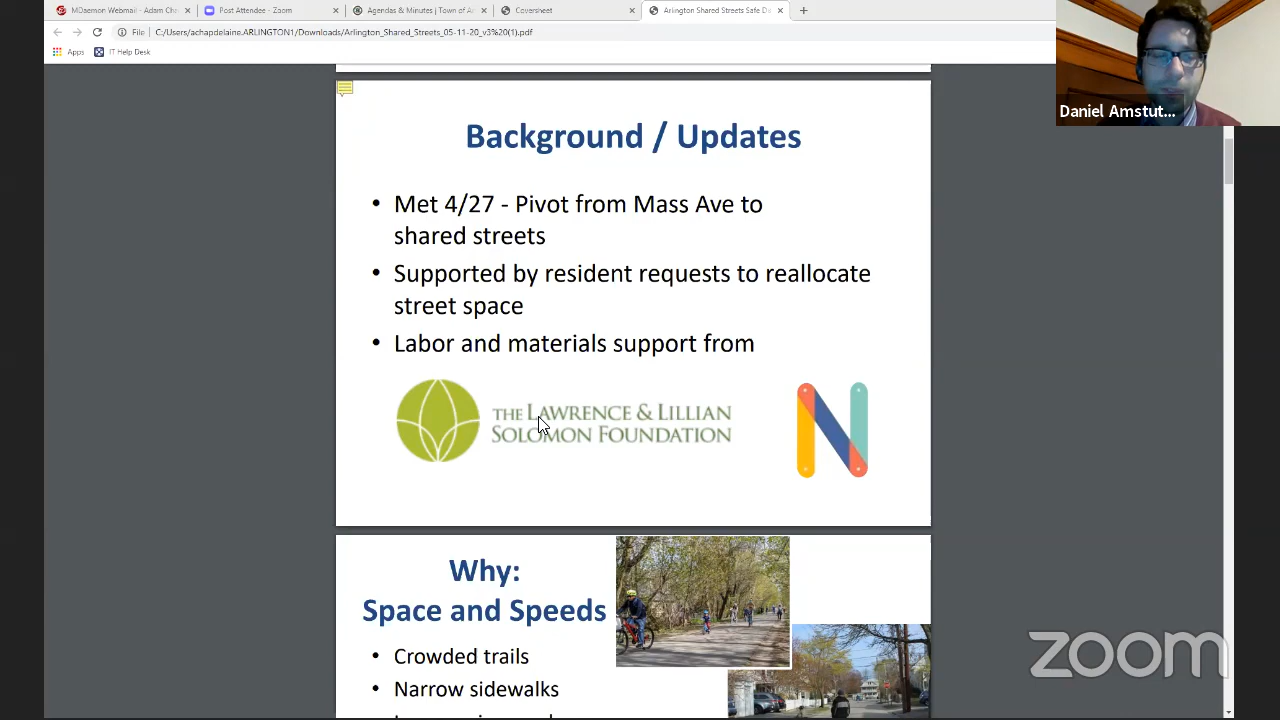 MDaemon Webmail - Adam Cha
Post Attendee - Zoom
Agendas & Minutes | Town of Ar
Coversheet
Arlington Shared Streets Safe Da
File | C:/Users/achapdelaine.ARLINGTON1/Downloads/Arlington_Shared_Streets_05-11-20_v3%20(1).pdf
Apps
IT Help Desk
Daniel Amstut...
Background / Updates
• Met 4/27 - Pivot from Mass Ave to
shared streets
• Supported by resident requests to reallocate
street space
• Labor and materials support from
THE LAWRENCE & LILLIAN
SOLOMON FOUNDATION
N
Why:
Space and Speeds
• Crowded trails
• Narrow sidewalks
zoom